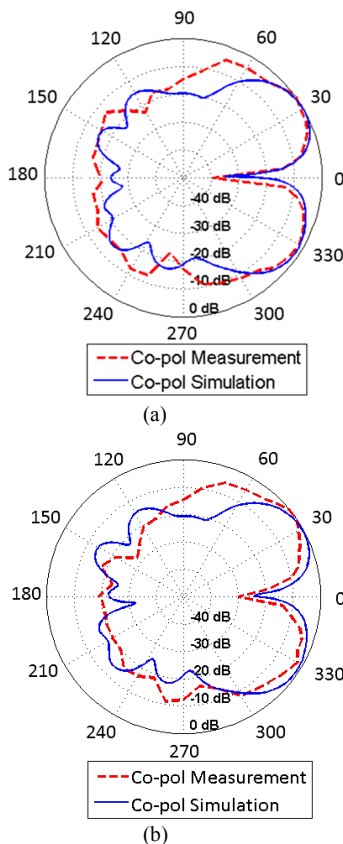 90
120
60
150
30
180
0
-40 dB
-30 dB
-20 dB
-10 dB
0 dB
210
330
240
300
270
Co-pol Measurement
Co-pol Simulation
(a)
90
120
60
150
30
180
0
-40 dB
-30 dB
20 dB
-10 dB
0 dB
210
330
240
300
270
Co-pol Measurement
Co-pol Simulation
(b)